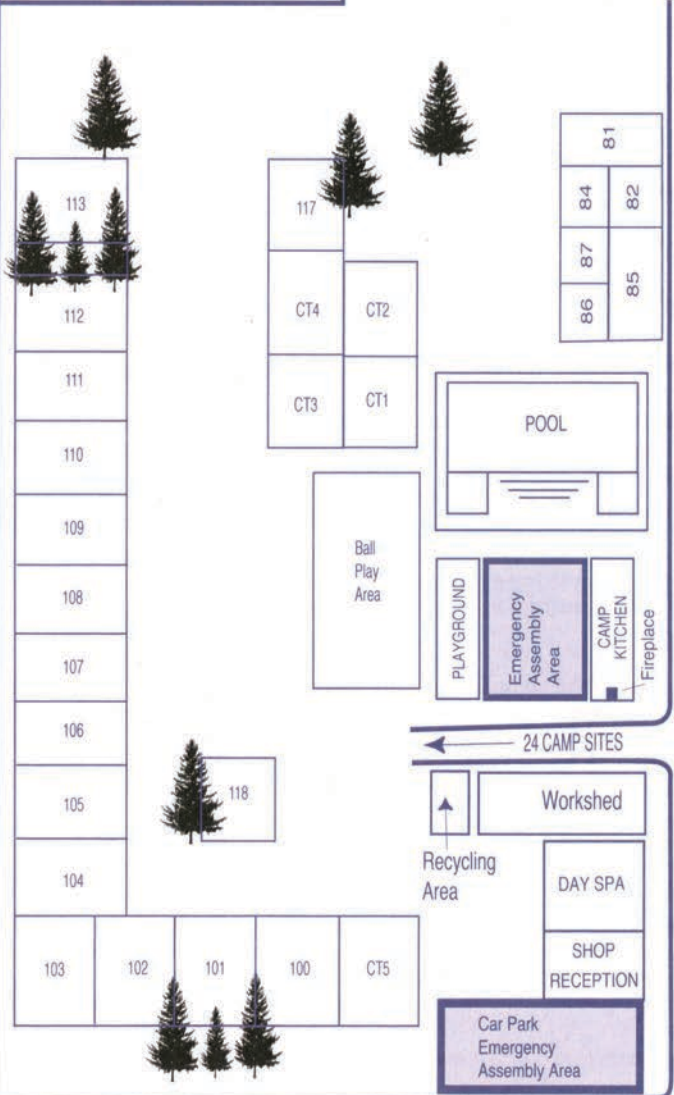 81
84
82
87
86
85
113
117
112
CT4
CT2
111
CT3
CT1
110
POOL
109
Ball
Play
Area
108
PLAYGROUND
Emergency
Assembly
Area
CAMP
KITCHEN
Fireplace
107
106
24 CAMP SITES
118
105
Workshed
Recycling
Area
104
DAY SPA
103
102
101
100
CT5
SHOP
RECEPTION
Car Park
Emergency
Assembly Area